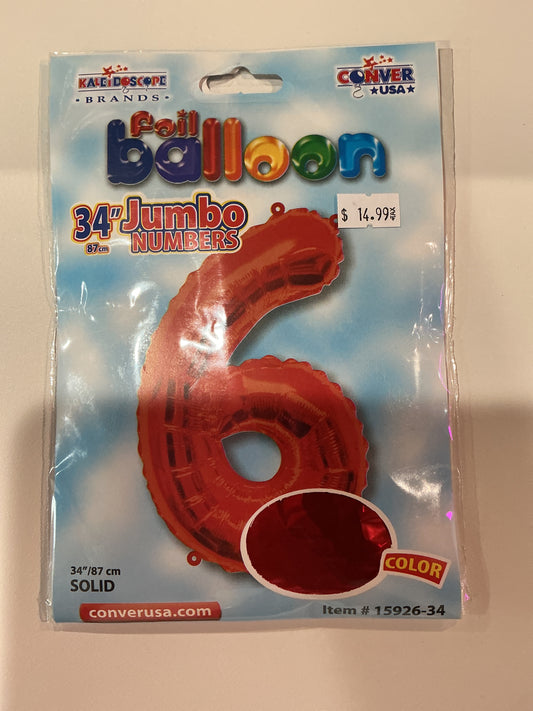 KALEIDOSCOPE
• BRANDS •
CONVER
★USA★
foil
balloon
34" Jumbo
87cm NUMBERS
$ 14.99
6
34"/87 cm
SOLID
COLOR
converusa.com
Item # 15926-34